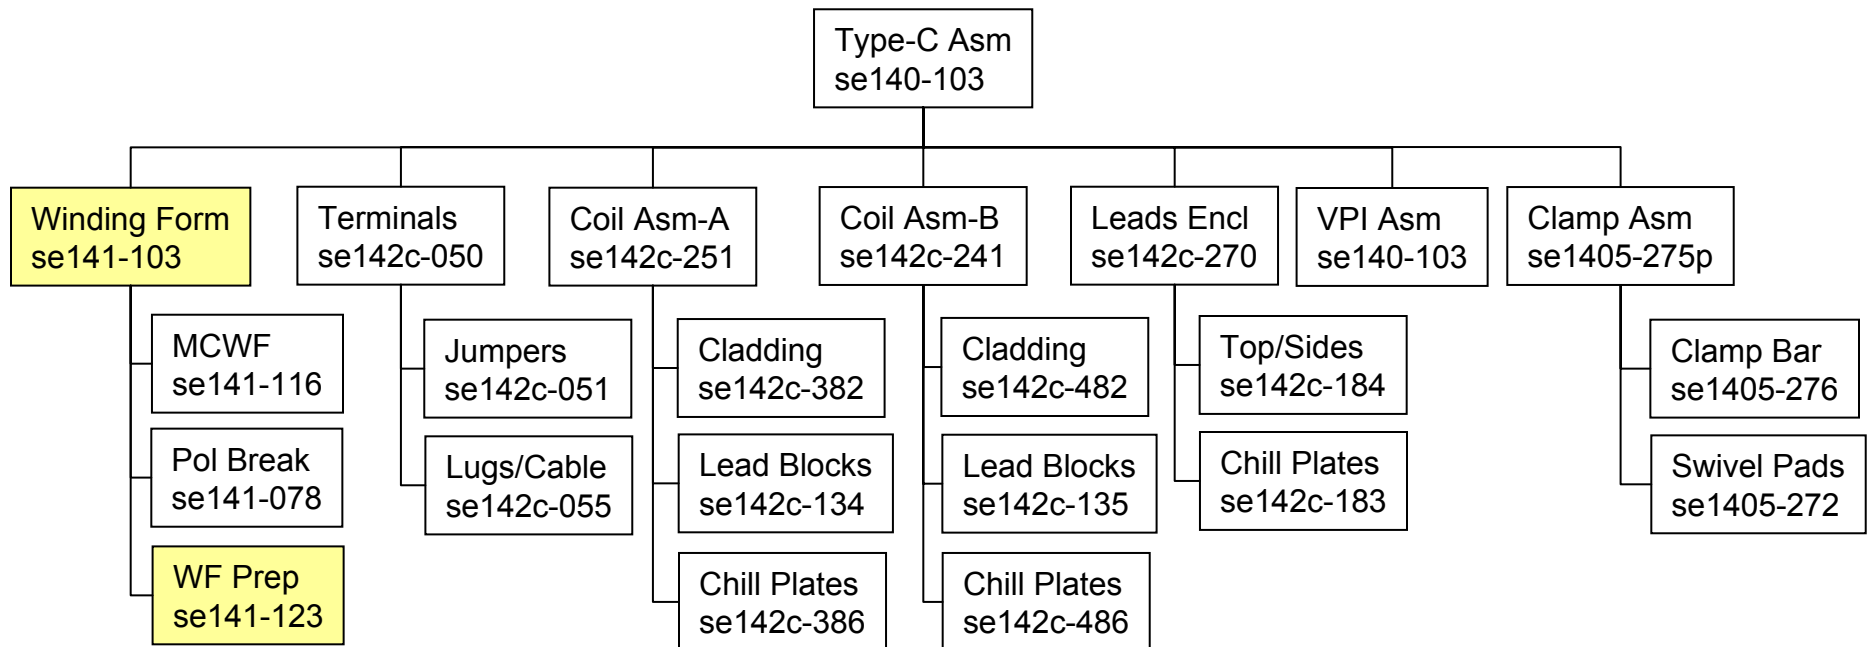 Type-C Asm
se140-103
Winding Form
se141-103
Terminals
se142c-050
Coil Asm-A
se142c-251
Coil Asm-B
se142c-241
Leads Encl
se142c-270
VPI Asm
se140-103
Clamp Asm
se1405-275p
MCWF
se141-116
Pol Break
se141-078
WF Prep
se141-123
Jumpers
se142c-051
Lugs/Cable
se142c-055
Cladding
se142c-382
Lead Blocks
se142c-134
Chill Plates
se142c-386
Cladding
se142c-482
Lead Blocks
se142c-135
Chill Plates
se142c-486
Top/Sides
se142c-184
Chill Plates
se142c-183
Clamp Bar
se1405-276
Swivel Pads
se1405-272